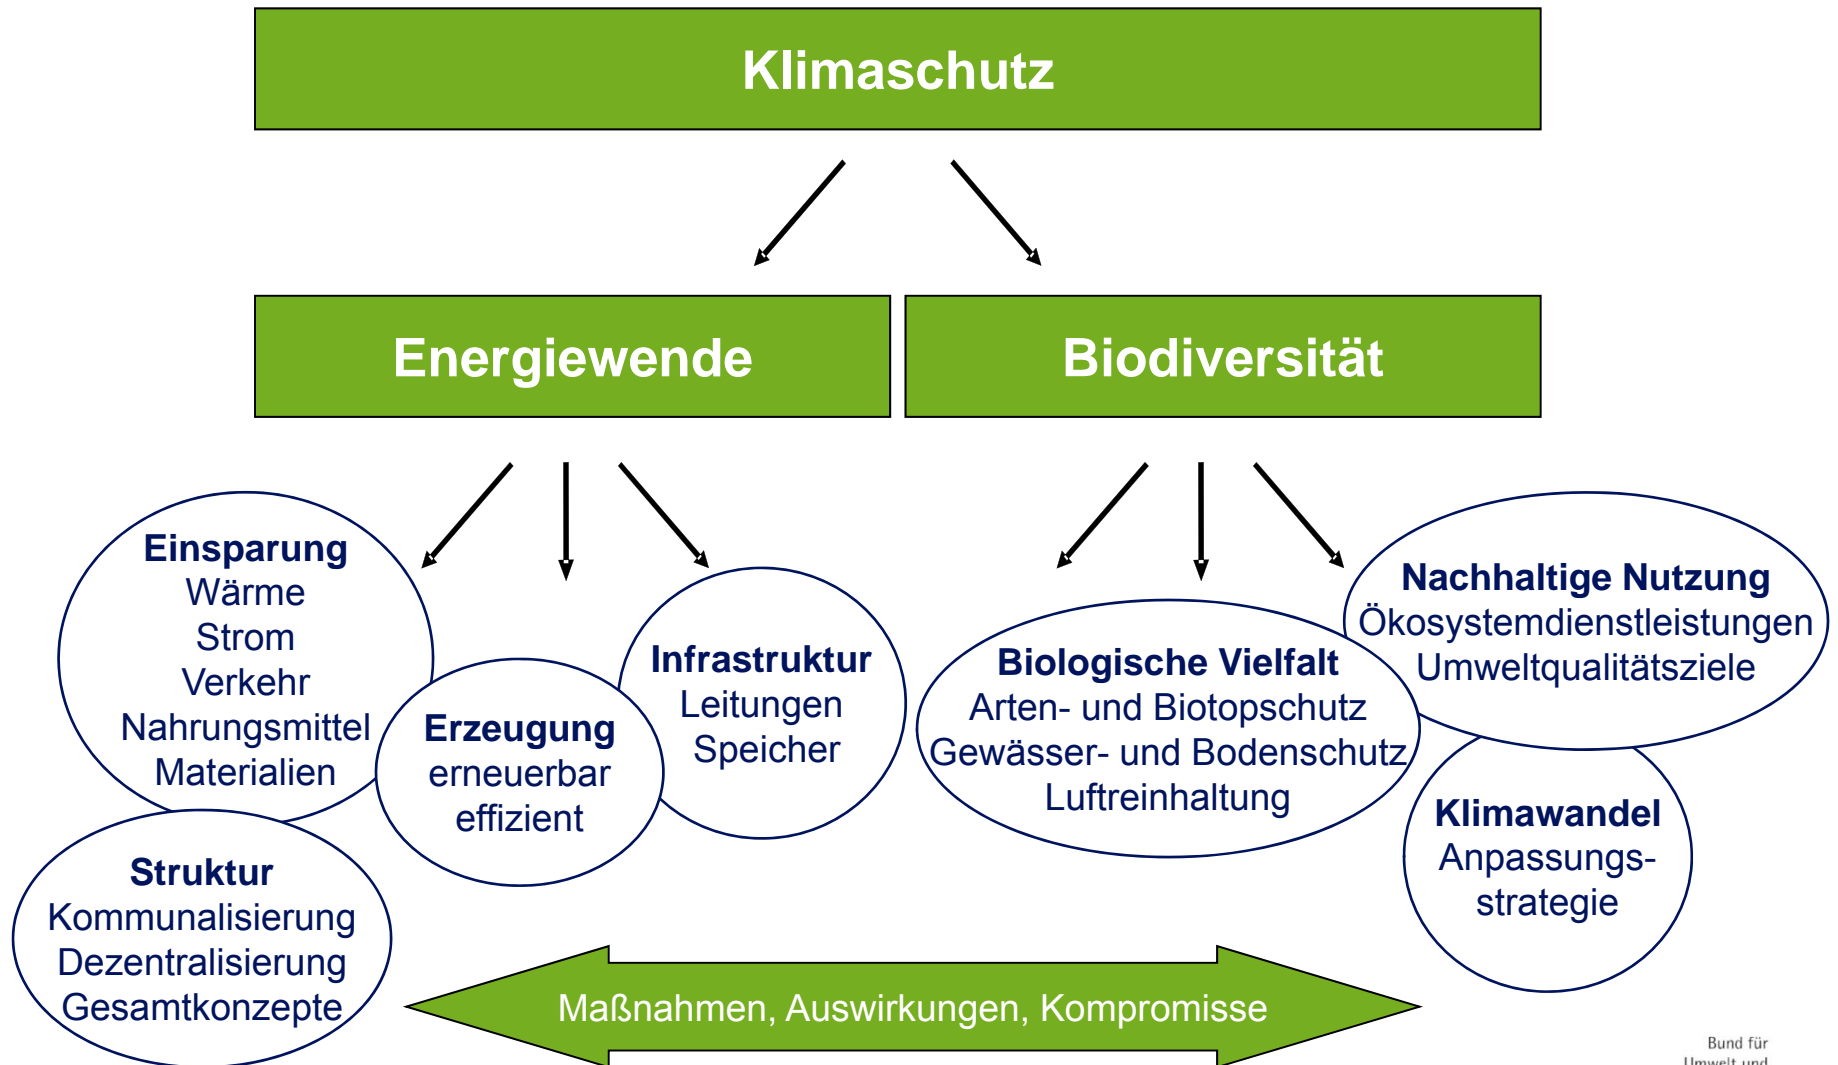 Klimaschutz
Energiewende
Biodiversität
Einsparung
Wärme
Strom
Verkehr
Nahrungsmittel
Materialien
Erzeugung
erneuerbar
effizient
Infrastruktur
Leitungen
Speicher
Struktur
Kommunalisierung
Dezentralisierung
Gesamtkonzepte
Biologische Vielfalt
Arten- und Biotopschutz
Gewässer- und Bodenschutz
Luftreinhaltung
Nachhaltige Nutzung
Ökosystemdienstleistungen
Umweltqualitätsziele
Klimawandel
Anpassungs-
strategie
Maßnahmen, Auswirkungen, Kompromisse
Bund für
Umwelt und